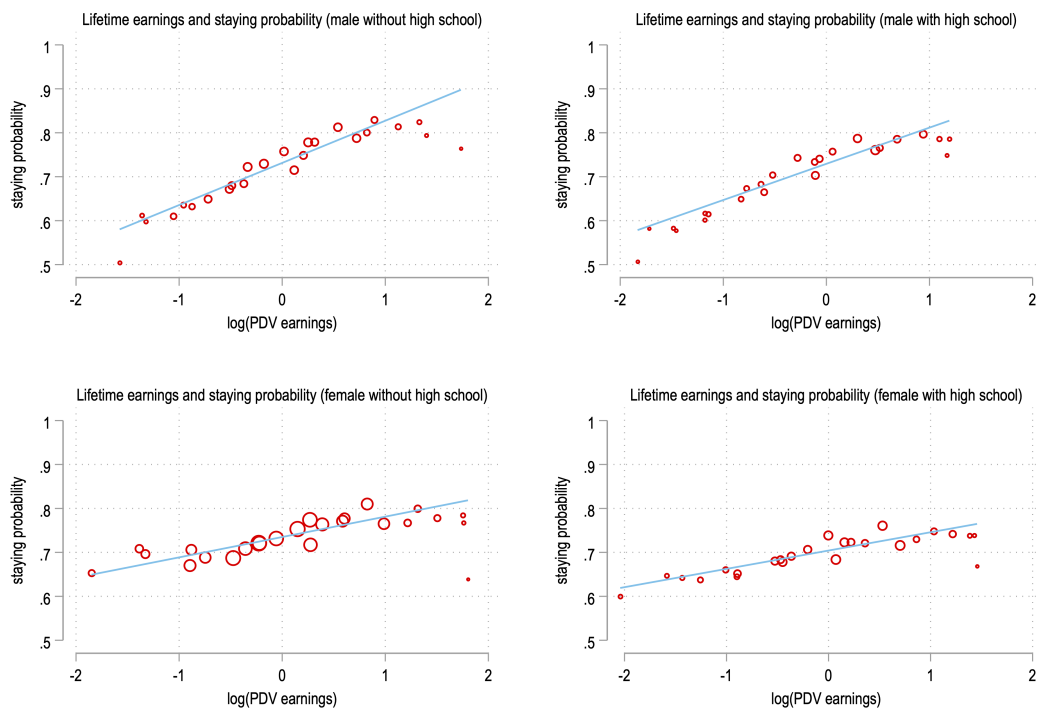 Lifetime earnings and staying probability (male without high school)
1
.9
.8
.7
.6
.5
staying probability
-2 -1 0 1 2
log(PDV earnings)
Lifetime earnings and staying probability (male with high school)
1
.9
.8
.7
.6
.5
staying probability
-2 -1 0 1 2
log(PDV earnings)
Lifetime earnings and staying probability (female without high school)
1
.9
.8
.7
.6
.5
staying probability
-2 -1 0 1 2
log(PDV earnings)
Lifetime earnings and staying probability (female with high school)
1
.9
.8
.7
.6
.5
staying probability
-2 -1 0 1 2
log(PDV earnings)